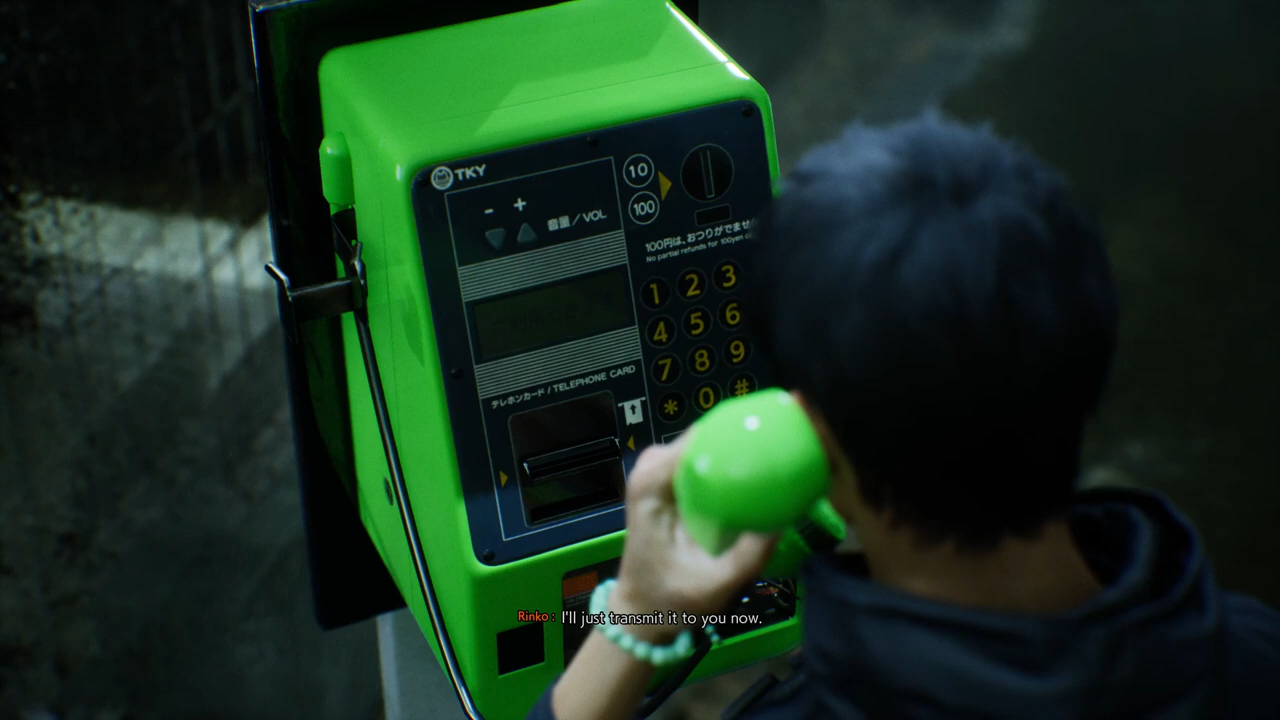 TKY
- +
音量/VOL
10
100
100円は、おつりがでませ
No partial refunds for 100yen
1 2 3
4 5 6
7 8 9
* 0 #
テレホンカード / TELEPHONE CARD
Rinko : I'll just transmit it to you now.